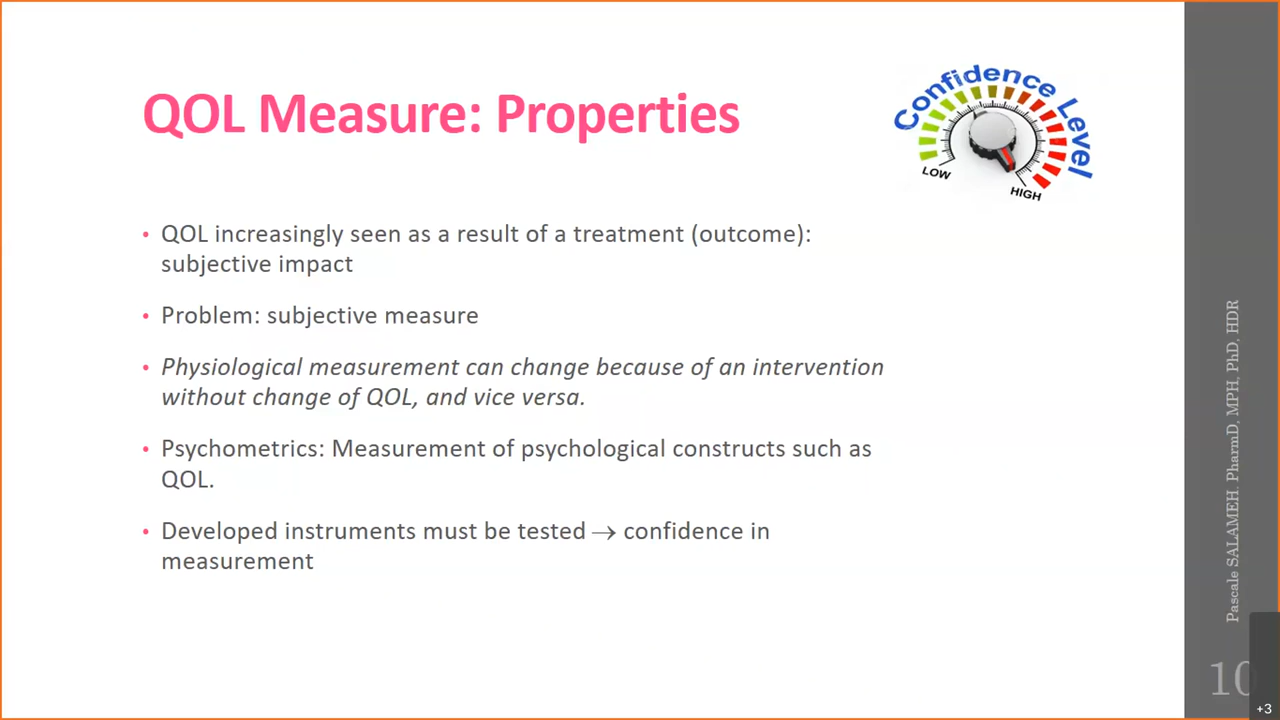 QOL Measure: Properties
Confidence Level
LOW
HIGH
• QOL increasingly seen as a result of a treatment (outcome):
subjective impact
• Problem: subjective measure
• Physiological measurement can change because of an intervention
without change of QOL, and vice versa.
• Psychometrics: Measurement of psychological constructs such as
QOL.
• Developed instruments must be tested → confidence in
measurement
Pascale SALAMEH, PharmD, MPH, PhD, HDR
10
+3